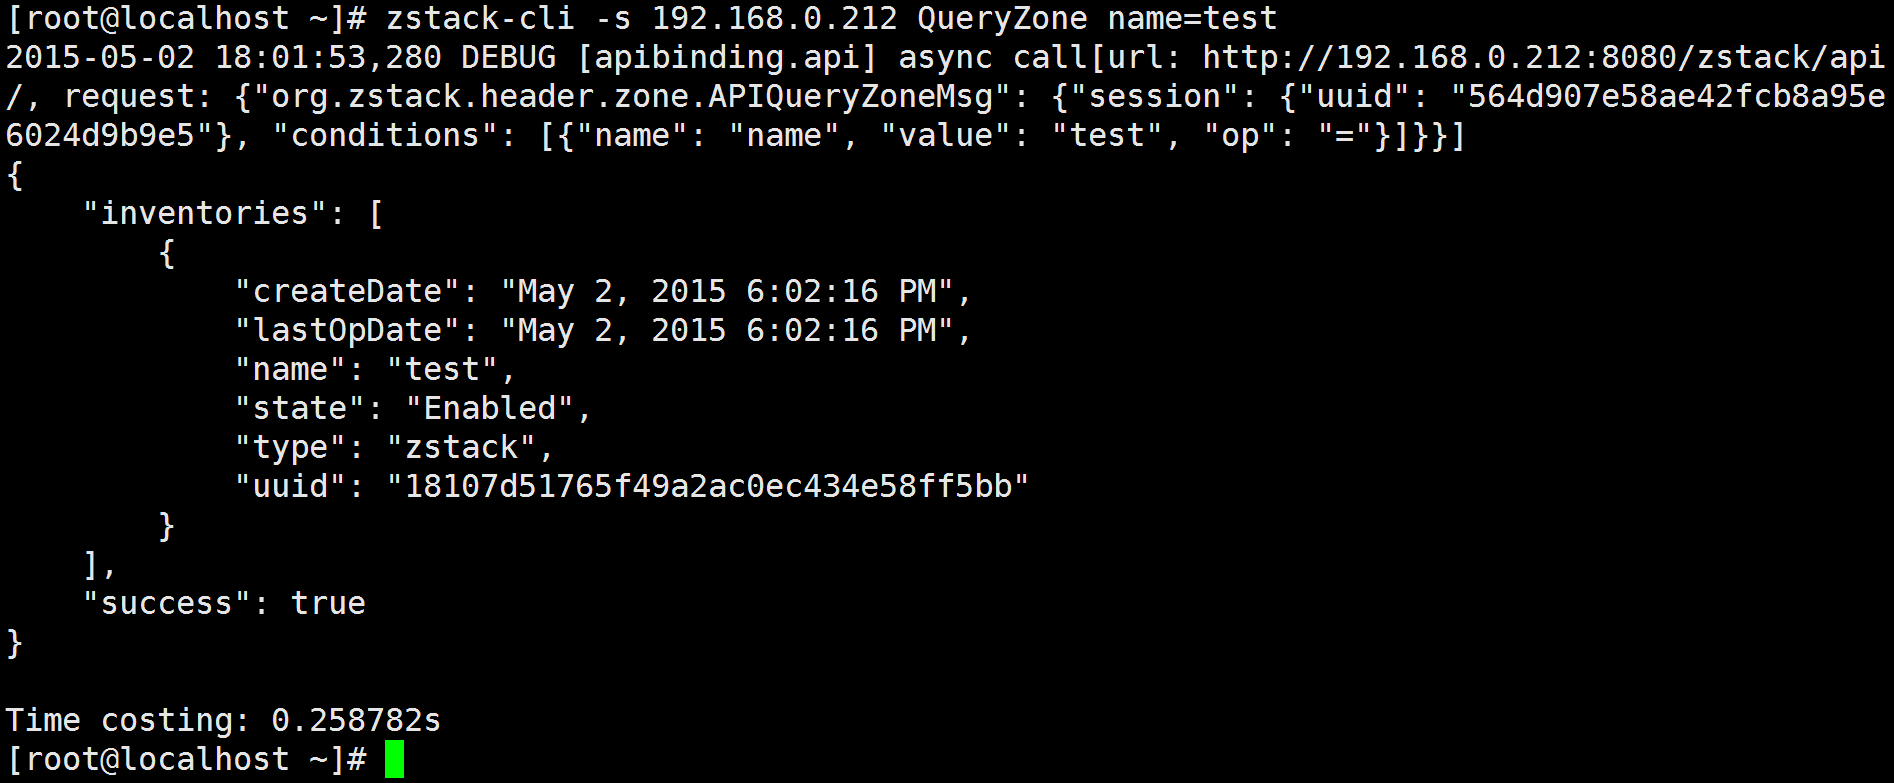 [root@localhost ~]# zstack-cli -s 192.168.0.212 QueryZone name=test
2015-05-02 18:01:53,280 DEBUG [apibinding.api] async call[url: http://192.168.0.212:8080/zstack/api
/, request: {"org.zstack.header.zone.APIQueryZoneMsg": {"session": {"uuid": "564d907e58ae42fcb8a95e
6024d9b9e5"}, "conditions": [{"name": "name", "value": "test", "op": "="}]}}]
{
    "inventories": [
        {
            "createDate": "May 2, 2015 6:02:16 PM",
            "lastOpDate": "May 2, 2015 6:02:16 PM",
            "name": "test",
            "state": "Enabled",
            "type": "zstack",
            "uuid": "18107d51765f49a2ac0ec434e58ff5bb"
        }
    ],
    "success": true
}

Time costing: 0.258782s
[root@localhost ~]#